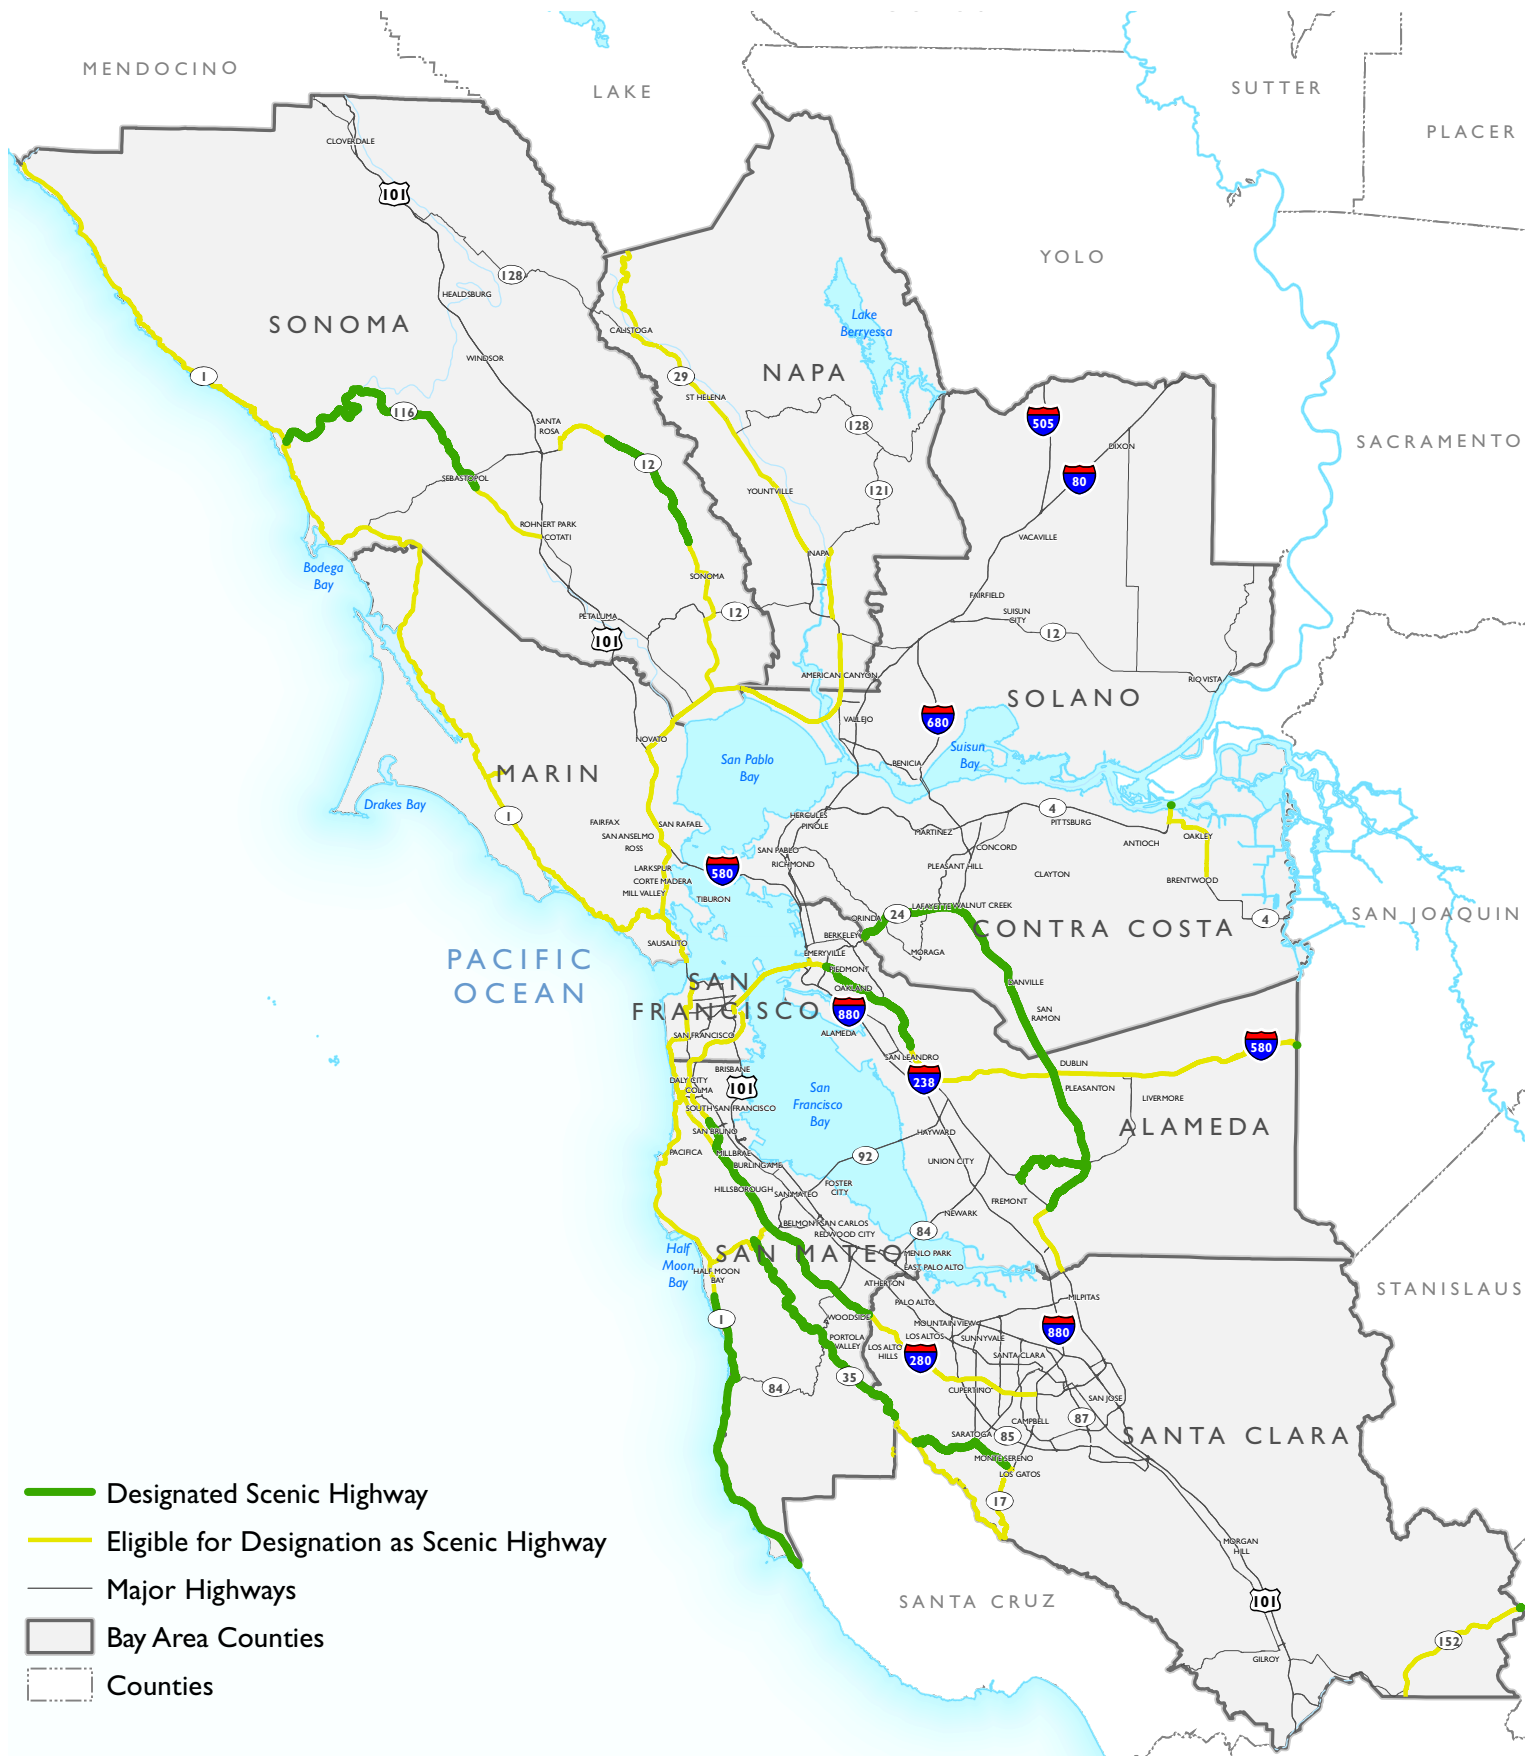 MENDOCINO
LAKE
SUTTER
PLACER
CLOVERDALE
101
YOLO
128
HEALDSBURG
SONOMA
Lake
Berryessa
CALISTOGA
WINDSOR
NAPA
1
29
ST HELENA
116
128
505
SANTA
ROSA
DIXON
SACRAMENTO
12
80
SEBASTOPOL
YOUNTVILLE
121
ROHNERT PARK
COTATI
VACAVILLE
NAPA
Bodega
Bay
SONOMA
FAIRFIELD
PETALUMA
12
SUISUN
CITY
101
12
AMERICAN CANYON
RIO VISTA
SOLANO
VALLEJO
680
NOVATO
San Pablo
Bay
Suisun
Bay
BENICIA
MARIN
Drakes Bay
1
4
FAIRFAX
SAN RAFAEL
HERCULES
PINOLE
PITTSBURG
SAN ANSELMO
MARTINEZ
OAKLEY
ROSS
SAN PABLO
CONCORD
ANTIOCH
RICHMOND
PLEASANT HILL
LARKSPUR
580
CLAYTON
BRENTWOOD
CORTE MADERA
MILL VALLEY
TIBURON
24
LAFAYETTE
WALNUT CREEK
4
SAN JOAQUIN
ORINDA
CONTRA COSTA
BERKELEY
SAUSALITO
EMERYVILLE
MORAGA
PACIFIC
OCEAN
PIEDMONT
SAN
FRANCISCO
OAKLAND
DANVILLE
880
SAN
RAMON
ALAMEDA
SAN FRANCISCO
580
SAN LEANDRO
DUBLIN
BRISBANE
238
DALY CITY
COLMA
101
PLEASANTON
San
Francisco
Bay
LIVERMORE
SOUTH SAN FRANCISCO
ALAMEDA
SAN BRUNO
HAYWARD
PACIFICA
MILLBRAE
92
BURLINGAME
UNION CITY
HILLSBOROUGH
SAN MATEO
FOSTER
CITY
FREMONT
NEWARK
BELMONT
SAN CARLOS
REDWOOD CITY
84
Half
Moon
Bay
SAN MATEO
MENLO PARK
EAST PALO ALTO
HALF MOON
BAY
ATHERTON
STANISLAUS
PALO ALTO
MILPITAS
1
WOODSIDE
MOUNTAIN VIEW
880
PORTOLA
VALLEY
LOS ALTOS
SUNNYVALE
LOS ALTO
HILLS
280
SANTA CLARA
84
35
CUPERTINO
SAN JOSE
CAMPBELL
87
SARATOGA
85
SANTA CLARA
MONTE SERENO
LOS GATOS
17
Designated Scenic Highway
Eligible for Designation as Scenic Highway
MORGAN
HILL
Major Highways
SANTA CRUZ
101
Bay Area Counties
152
GILROY
Counties